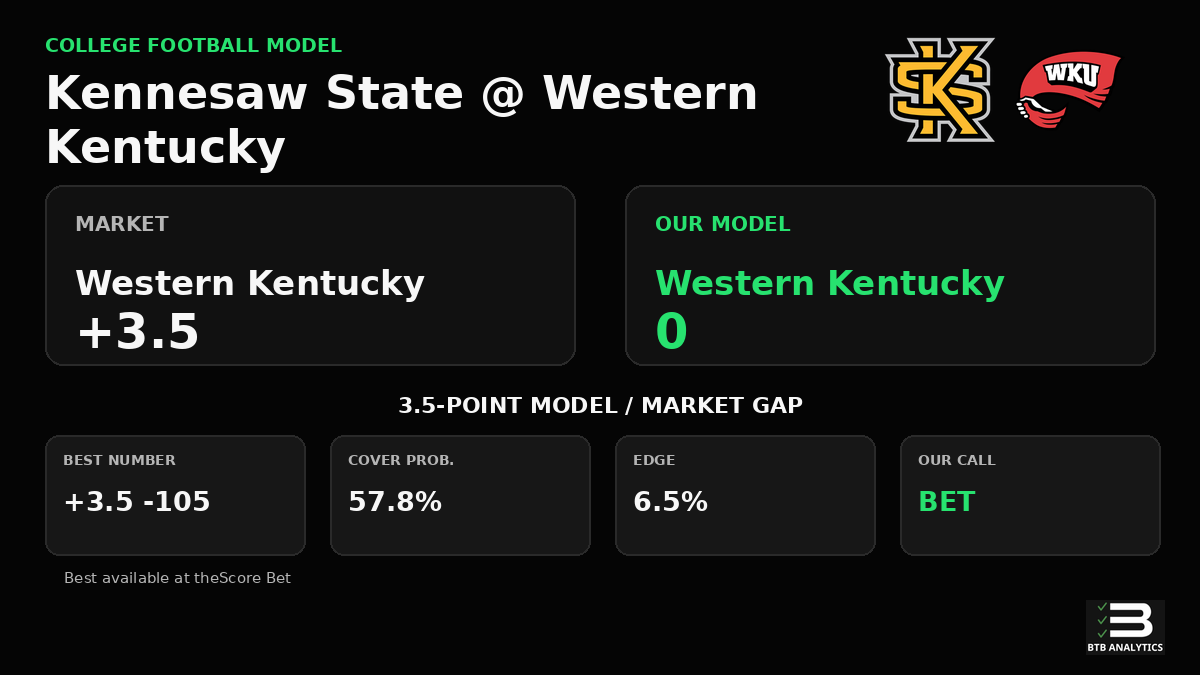 COLLEGE FOOTBALL MODEL
Kennesaw State @ Western
Kentucky
KS
WKU
MARKET
Western Kentucky
+3.5
OUR MODEL
Western Kentucky
0
3.5-POINT MODEL / MARKET GAP
BEST NUMBER
+3.5 -105
COVER PROB.
57.8%
EDGE
6.5%
OUR CALL
BET
Best available at theScore Bet
B
BTB ANALYTICS